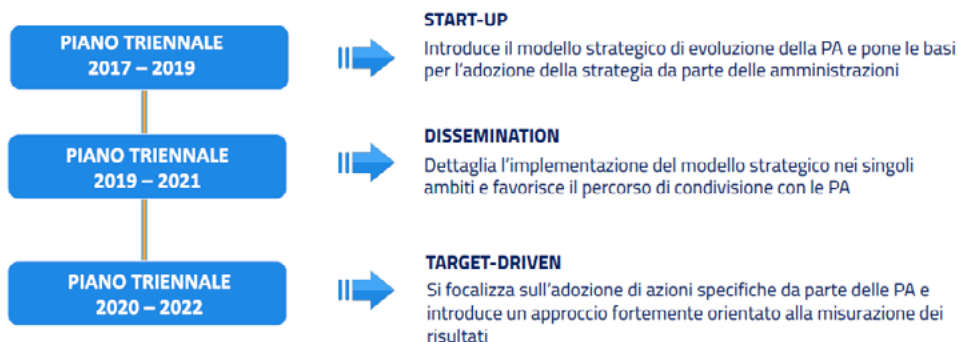 PIANO TRIENNALE
2017 – 2019
START-UP
Introduce il modello strategico di evoluzione della PA e pone le basi
per l'adozione della strategia da parte delle amministrazioni
PIANO TRIENNALE
2019 – 2021
DISSEMINATION
Dettaglia l'implementazione del modello strategico nei singoli
ambiti e favorisce il percorso di condivisione con le PA
PIANO TRIENNALE
2020 – 2022
TARGET-DRIVEN
Si focalizza sull'adozione di azioni specifiche da parte delle PA e
introduce un approccio fortemente orientato alla misurazione dei
risultati